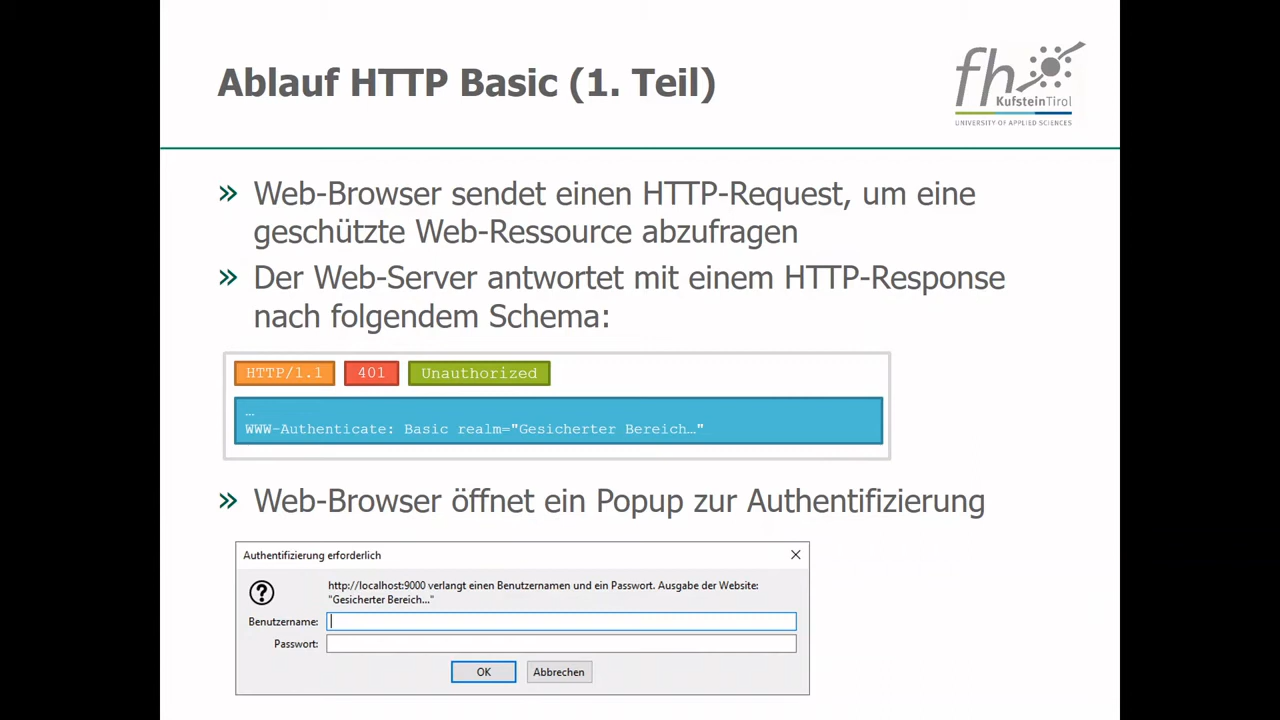 Ablauf HTTP Basic (1. Teil)
fh
KufsteinTirol
UNIVERSITY OF APPLIED SCIENCES
» Web-Browser sendet einen HTTP-Request, um eine
geschützte Web-Ressource abzufragen
» Der Web-Server antwortet mit einem HTTP-Response
nach folgendem Schema:
HTTP/1.1 401 Unauthorized
…
WWW-Authenticate: Basic realm="Gesicherter Bereich…"
» Web-Browser öffnet ein Popup zur Authentifizierung
Authentifizierung erforderlich
http://localhost:9000 verlangt einen Benutzernamen und ein Passwort. Ausgabe der Website:
"Gesicherter Bereich…"
Benutzername:
Passwort:
OK Abbrechen